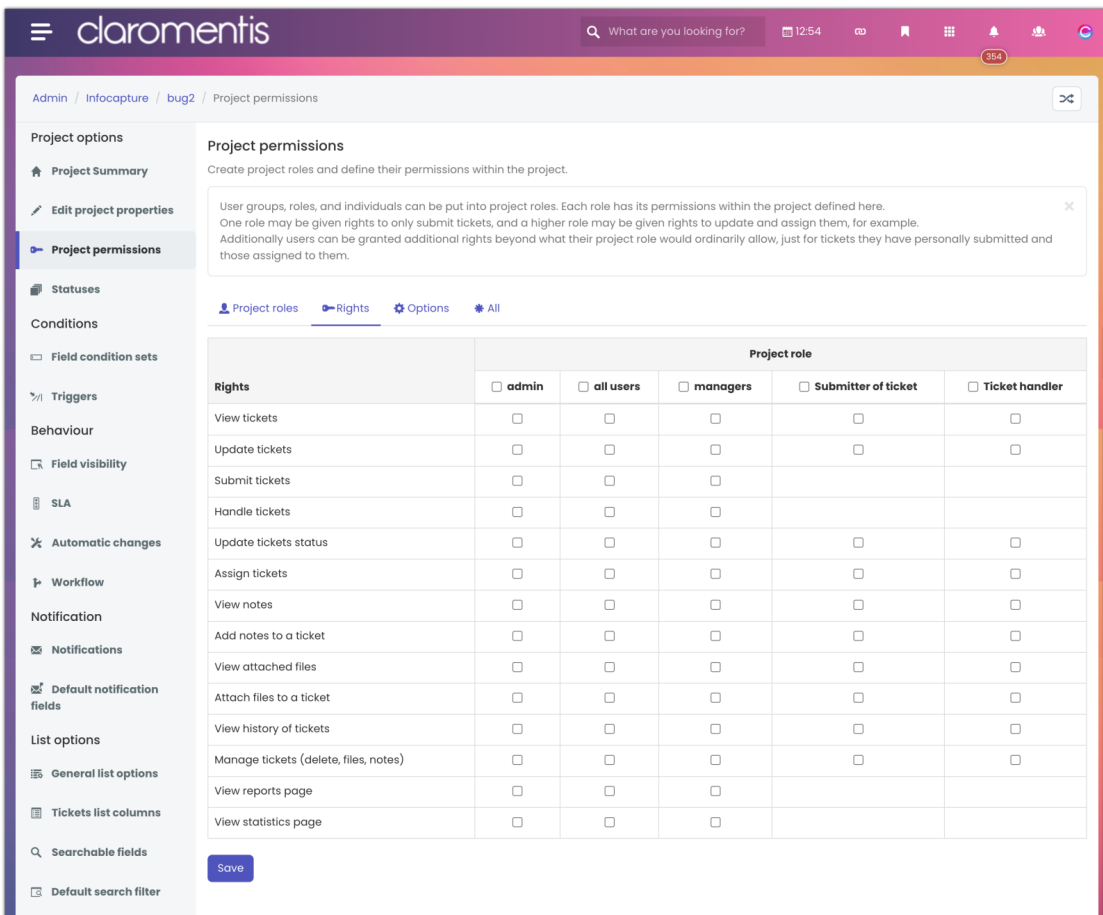 claromentis
What are you looking for?
12:54
354
Admin / Infocapture / bug2 / Project permissions
Project options
Project Summary
Edit project properties
Project permissions
Statuses
Conditions
Field condition sets
Triggers
Behaviour
Field visibility
SLA
Automatic changes
Workflow
Notification
Notifications
Default notification
fields
List options
General list options
Tickets list columns
Searchable fields
Default search filter
Project permissions
Create project roles and define their permissions within the project.
User groups, roles, and individuals can be put into project roles. Each role has its permissions within the project defined here.
One role may be given rights to only submit tickets, and a higher role may be given rights to update and assign them, for example.
Additionally users can be granted additional rights beyond what their project role would ordinarily allow, just for tickets they have personally submitted and
those assigned to them.
Project roles Rights Options All
Project role
Rights admin all users managers Submitter of ticket Ticket handler
View tickets
Update tickets
Submit tickets
Handle tickets
Update tickets status
Assign tickets
View notes
Add notes to a ticket
View attached files
Attach files to a ticket
View history of tickets
Manage tickets (delete, files, notes)
View reports page
View statistics page
Save